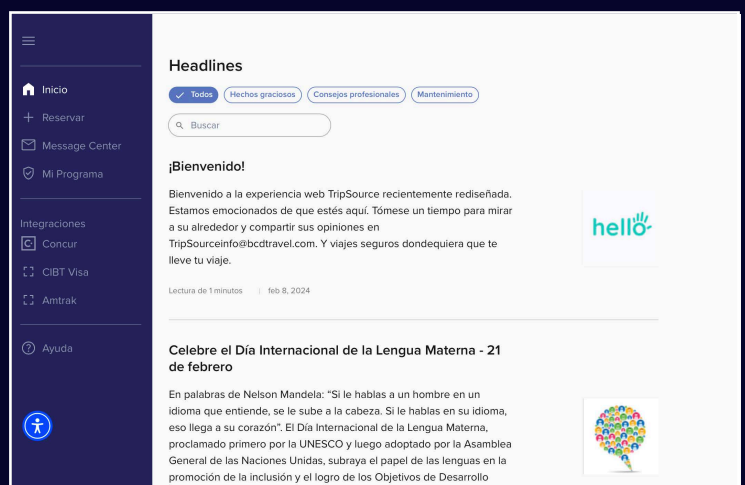 Inicio
Reservar
Message Center
Mi Programa
Integraciones
Concur
CIBT Visa
Amtrak
Ayuda
Headlines
Todos
Hechos graciosos
Consejos profesionales
Mantenimiento
Buscar
¡Bienvenido!
Bienvenido a la experiencia web TripSource recientemente rediseñada.
Estamos emocionados de que estés aquí. Tómese un tiempo para mirar
a su alrededor y compartir sus opiniones en
TripSourceinfo@bcdtravel.com. Y viajes seguros dondequiera que te
lleve tu viaje.
hello
Lectura de 1 minutos | feb 8, 2024
Celebre el Día Internacional de la Lengua Materna - 21
de febrero
En palabras de Nelson Mandela: “Si le hablas a un hombre en un
idioma que entiende, se le sube a la cabeza. Si le hablas en su idioma,
eso llega a su corazón”. El Día Internacional de la Lengua Materna,
proclamado primero por la UNESCO y luego adoptado por la Asamblea
General de las Naciones Unidas, subraya el papel de las lenguas en la
promoción de la inclusión y el logro de los Objetivos de Desarrollo